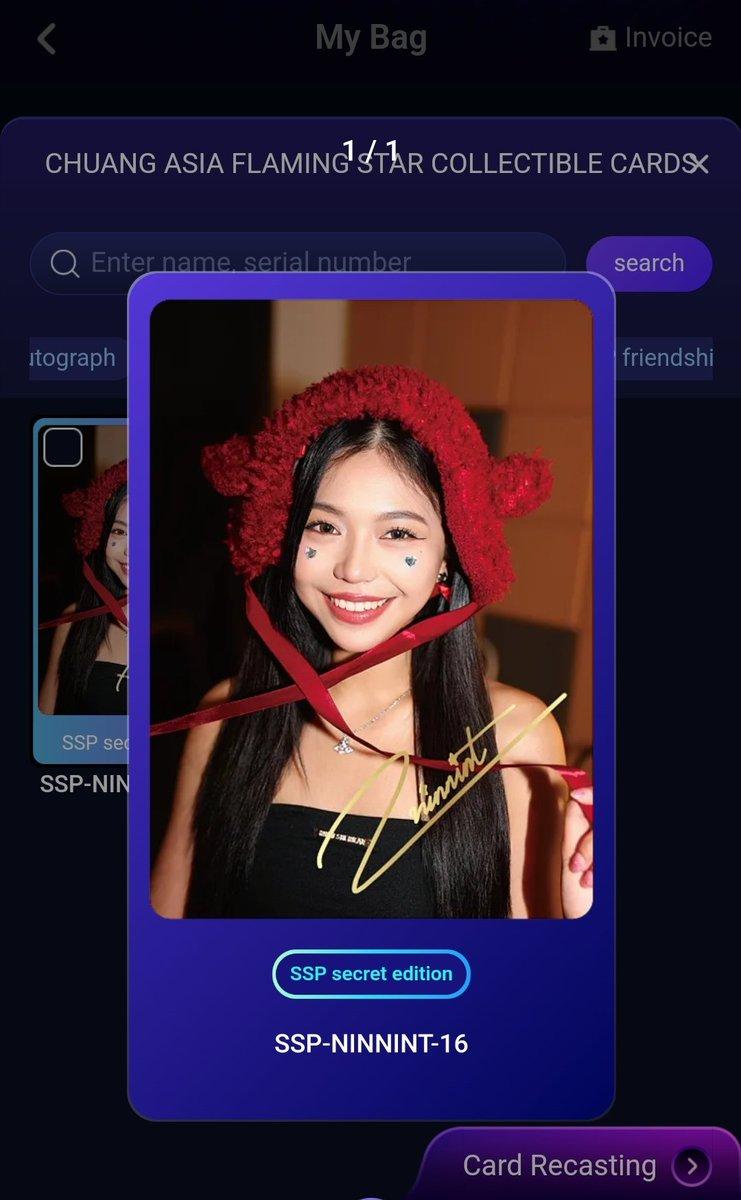 My Bag
Invoice
1 / 1
CHUANG ASIA FLAMING STAR COLLECTIBLE CARDS
Enter name, serial number
search
utograph
friendshi
SSP sec
SSP-NIN
ninnint
SSP secret edition
SSP-NINNINT-16
Card Recasting